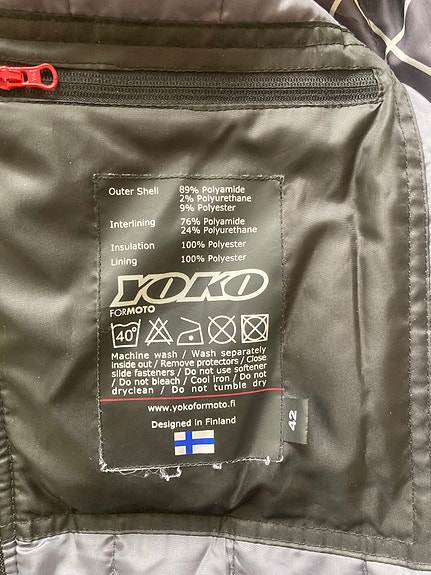 Outer Shell 89% Polyamide
2% Polyurethane
9% Polyester
Interlining 76% Polyamide
24% Polyurethane
Insulation 100% Polyester
Lining 100% Polyester
YOKO
FORMOTO
40°
Machine wash / Wash separately
inside out / Remove protectors / Close
slide fasteners / Do not use softener
/ Do not bleach / Cool iron / Do not
dryclean / Do not tumble dry
www.yokoformoto.fi
Designed in Finland
42